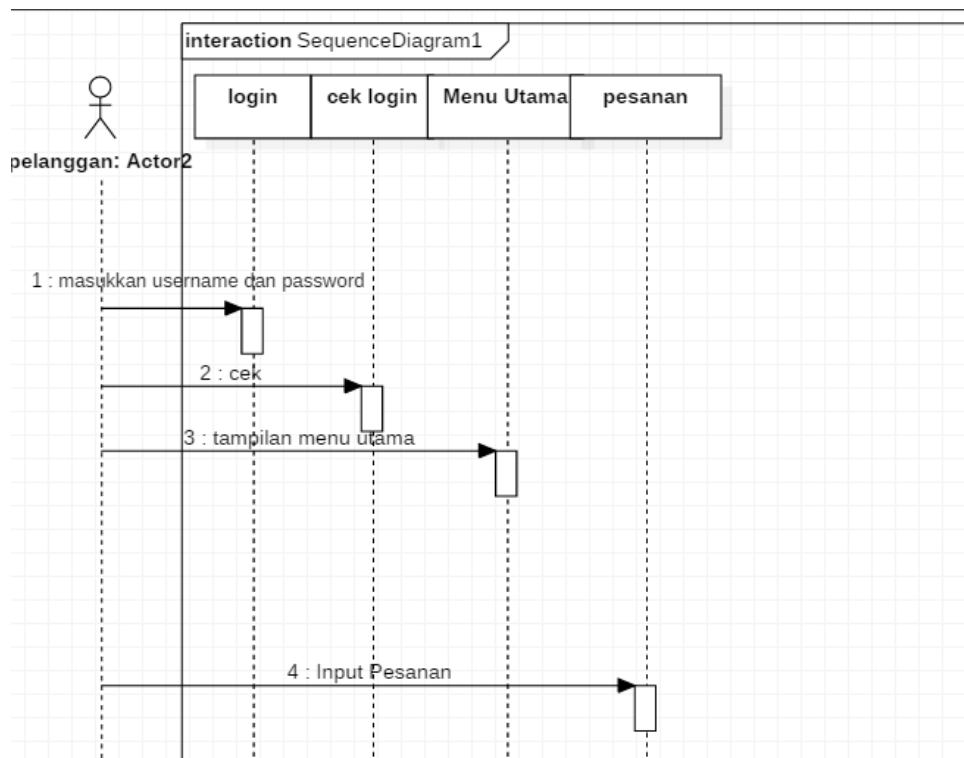 interaction SequenceDiagram1
login
cek login
Menu Utama
pesanan
pelanggan: Actor2
1 : masukkan username dan password
2 : cek
3 : tampilan menu utama
4 : Input Pesanan